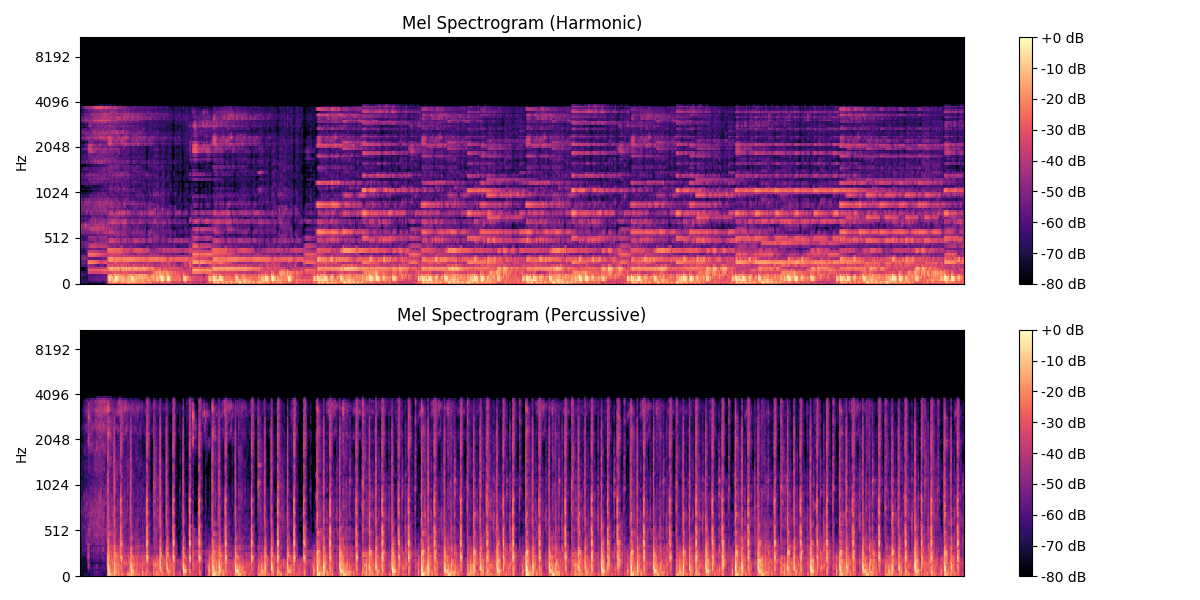 Mel Spectrogram (Harmonic)
8192
4096
2048
1024
512
0
Hz
+0 dB
-10 dB
-20 dB
-30 dB
-40 dB
-50 dB
-60 dB
-70 dB
-80 dB
Mel Spectrogram (Percussive)
8192
4096
2048
1024
512
0
Hz
+0 dB
-10 dB
-20 dB
-30 dB
-40 dB
-50 dB
-60 dB
-70 dB
-80 dB